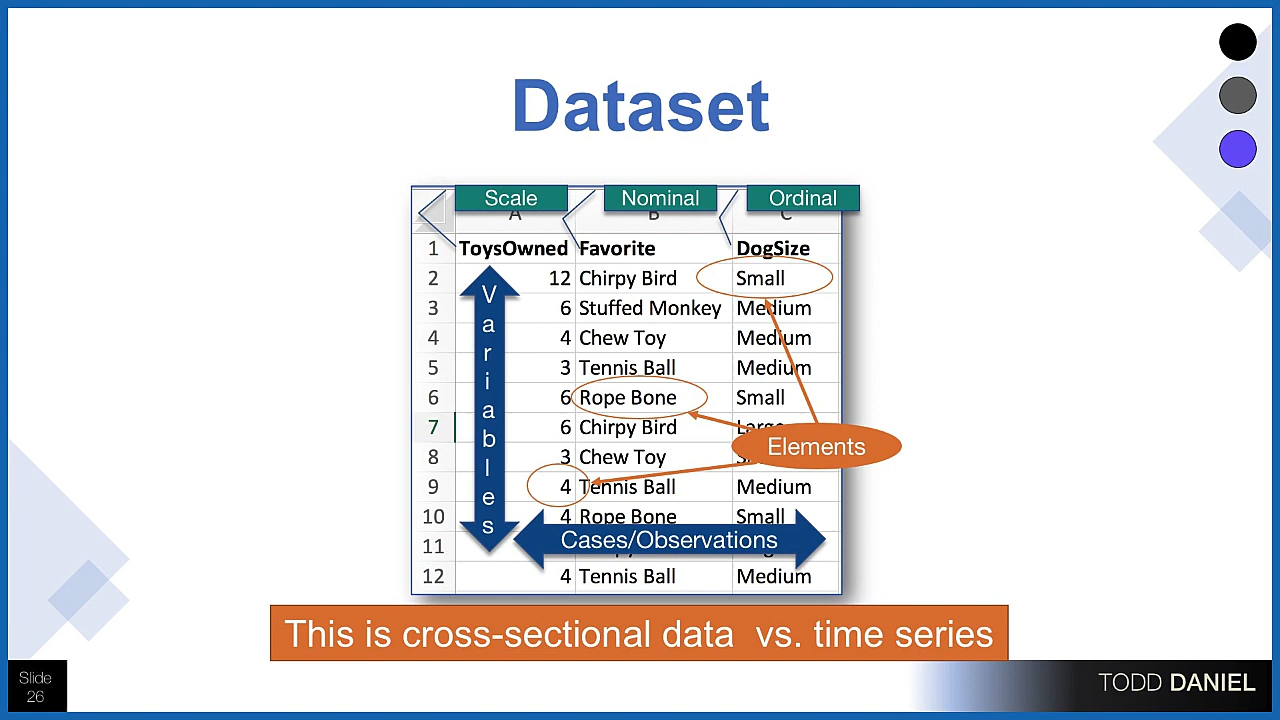 Dataset
Scale Nominal Ordinal
A B C
1 ToysOwned Favorite DogSize
2 12 Chirpy Bird Small
3 6 Stuffed Monkey Medium
4 4 Chew Toy Medium
5 3 Tennis Ball Medium
6 6 Rope Bone Small
7 6 Chirpy Bird Large
8 3 Chew Toy
9 4 Tennis Ball Medium
10 4 Rope Bone Small
11
12 4 Tennis Ball Medium
Variables
Elements
Cases/Observations
This is cross-sectional data vs. time series
Slide
26
TODD DANIEL